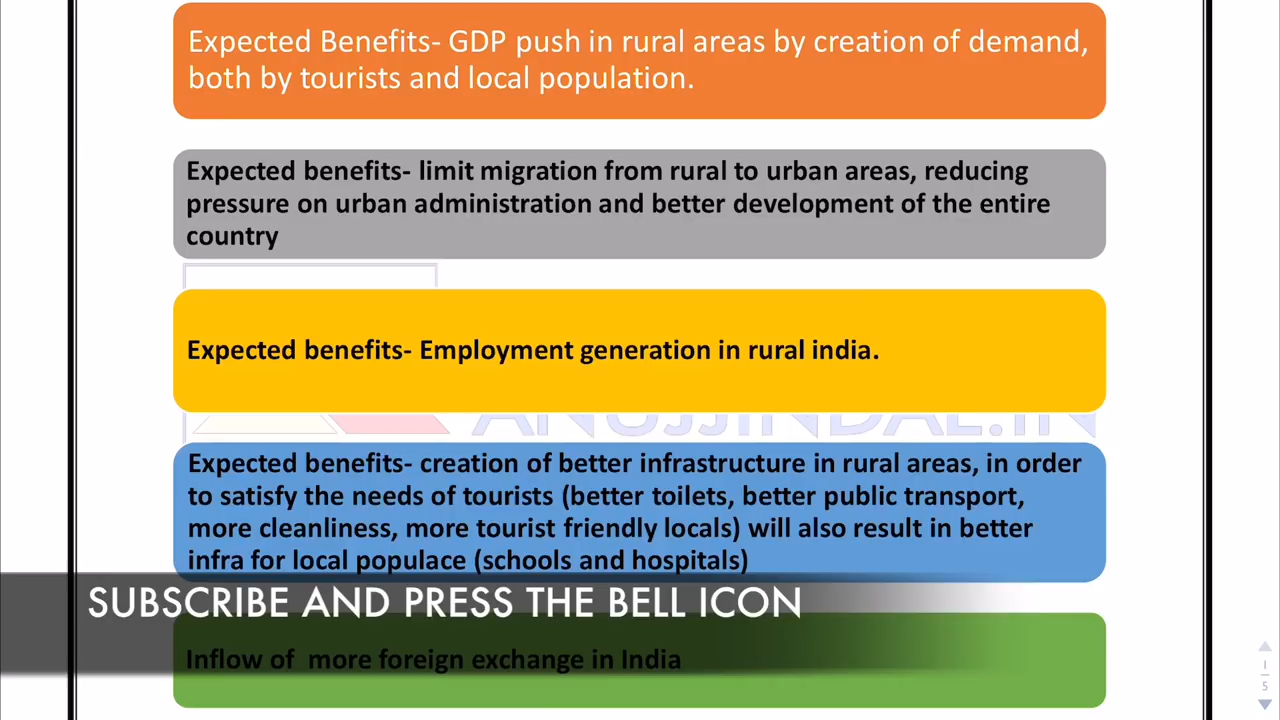 Expected Benefits- GDP push in rural areas by creation of demand,
both by tourists and local population.
Expected benefits- limit migration from rural to urban areas, reducing
pressure on urban administration and better development of the entire
country
Expected benefits- Employment generation in rural india.
ANUJJINDAL.IN
Expected benefits- creation of better infrastructure in rural areas, in order
to satisfy the needs of tourists (better toilets, better public transport,
more cleanliness, more tourist friendly locals) will also result in better
infra for local populace (schools and hospitals)
SUBSCRIBE AND PRESS THE BELL ICON
Inflow of  more foreign exchange in India
1
5